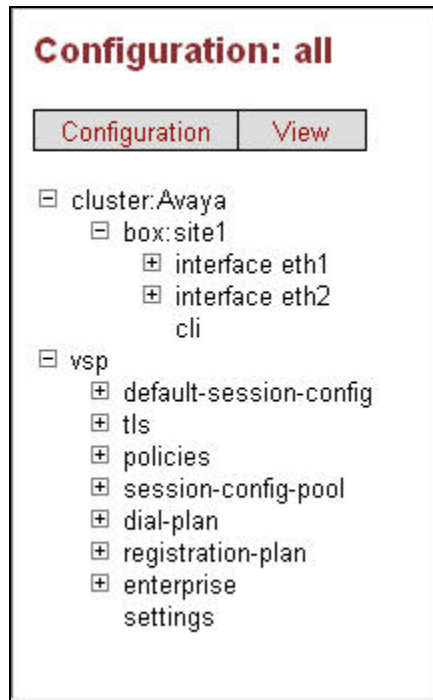 Configuration: all
Configuration View
cluster:Avaya
box:site1
interface eth1
interface eth2
cli
vsp
default-session-config
tls
policies
session-config-pool
dial-plan
registration-plan
enterprise
settings